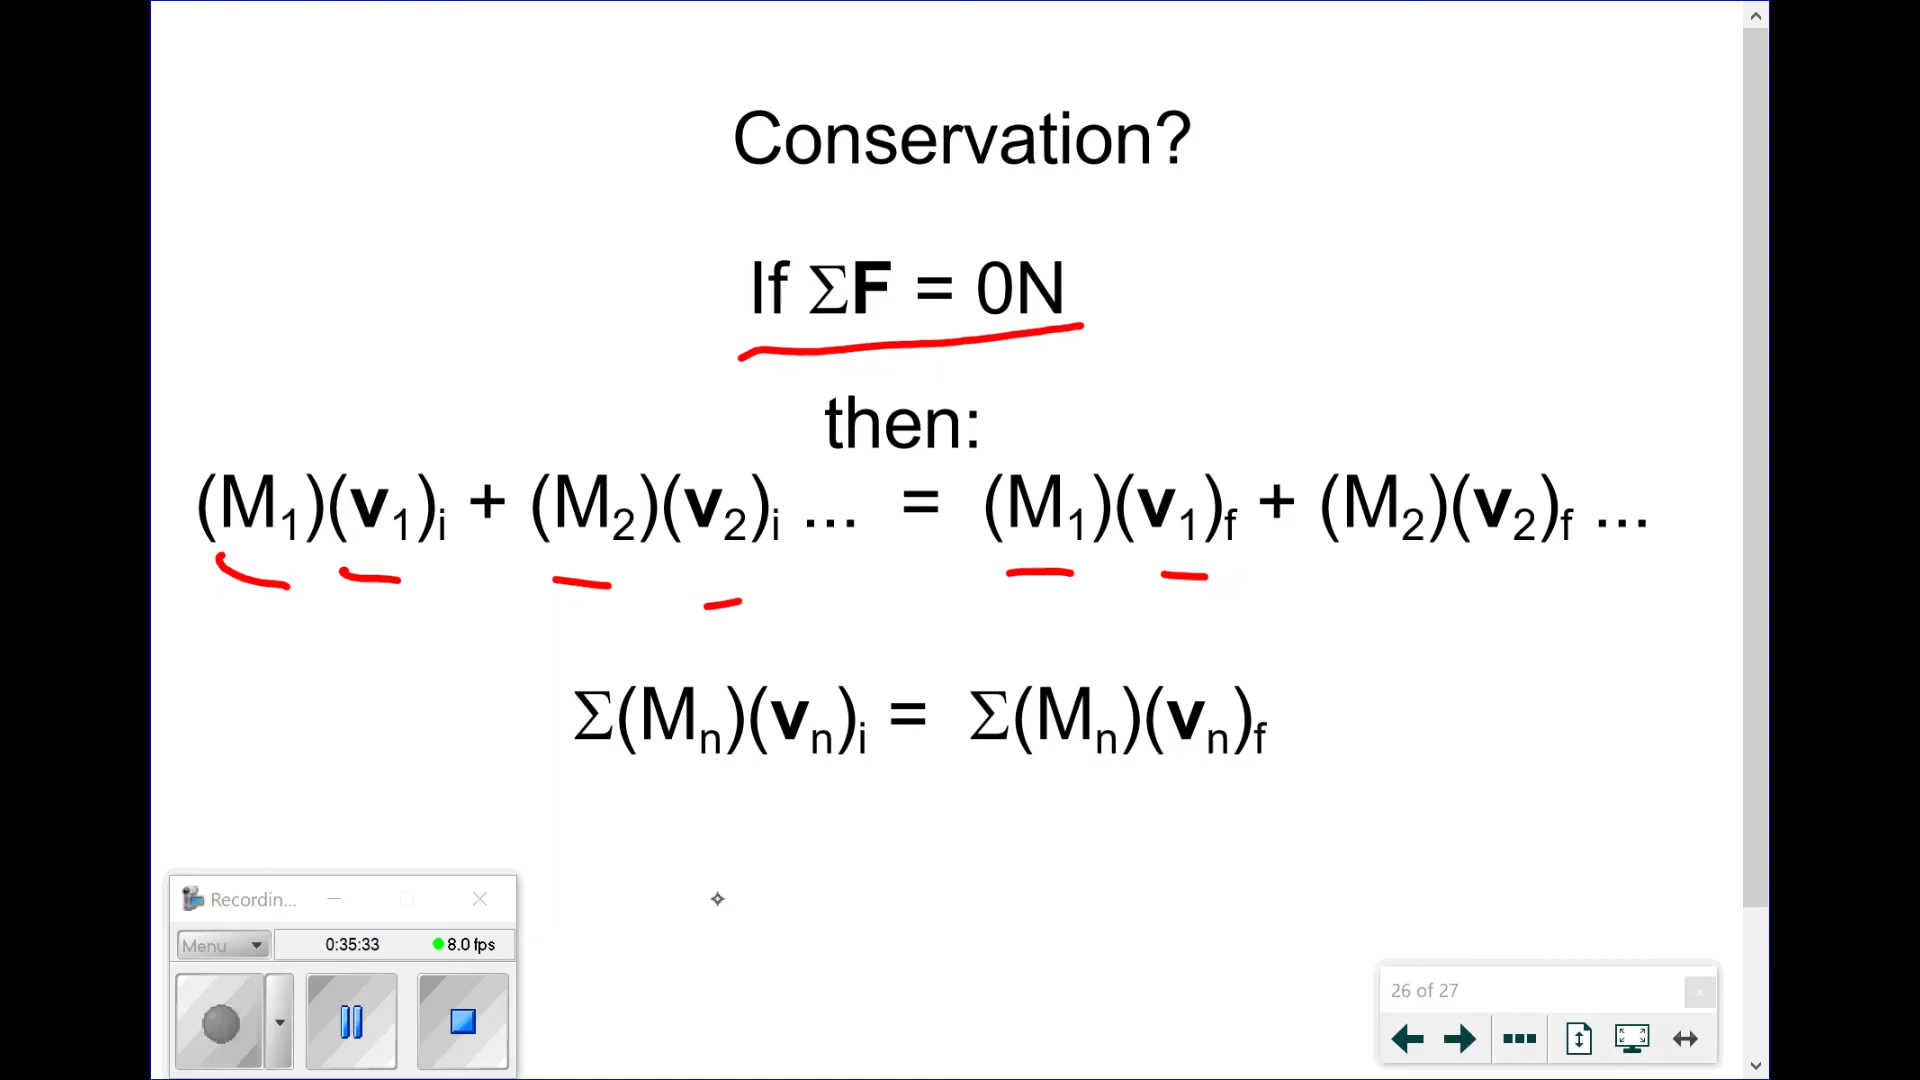 Conservation?
If ΣF = 0N
then:
(M₁)(v₁)ᵢ + (M₂)(v₂)ᵢ ... = (M₁)(v₁)f + (M₂)(v₂)f ...
Σ(Mₙ)(vₙ)ᵢ = Σ(Mₙ)(vₙ)f
Recordin...
Menu 0:35:33 8.0 fps
26 of 27